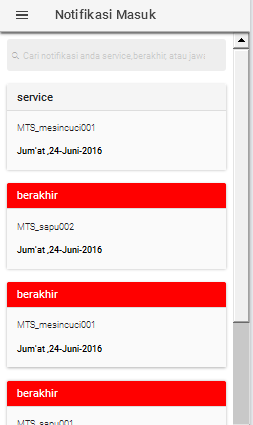 Notifikasi Masuk
Cari notifikasi anda service,berakhir, atau jawi
service
MTS_mesincuci001
Jum'at ,24-Juni-2016
berakhir
MTS_sapu002
Jum'at ,24-Juni-2016
berakhir
MTS_mesincuci001
Jum'at ,24-Juni-2016
berakhir
MTS_sapu001